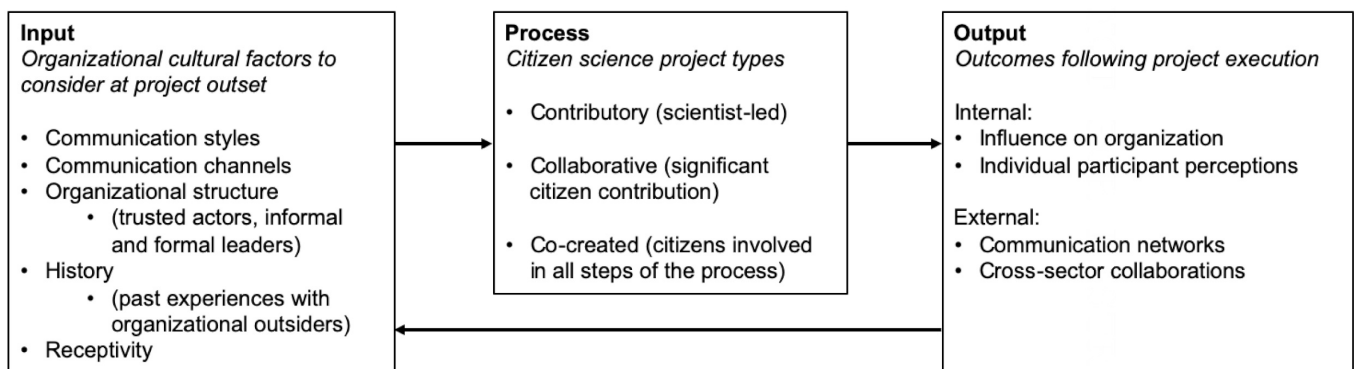 Input
Organizational cultural factors to
consider at project outset
• Communication styles
• Communication channels
• Organizational structure
• (trusted actors, informal
and formal leaders)
• History
• (past experiences with
organizational outsiders)
• Receptivity
Process
Citizen science project types
• Contributory (scientist-led)
• Collaborative (significant
citizen contribution)
• Co-created (citizens involved
in all steps of the process)
Output
Outcomes following project execution
Internal:
• Influence on organization
• Individual participant perceptions
External:
• Communication networks
• Cross-sector collaborations